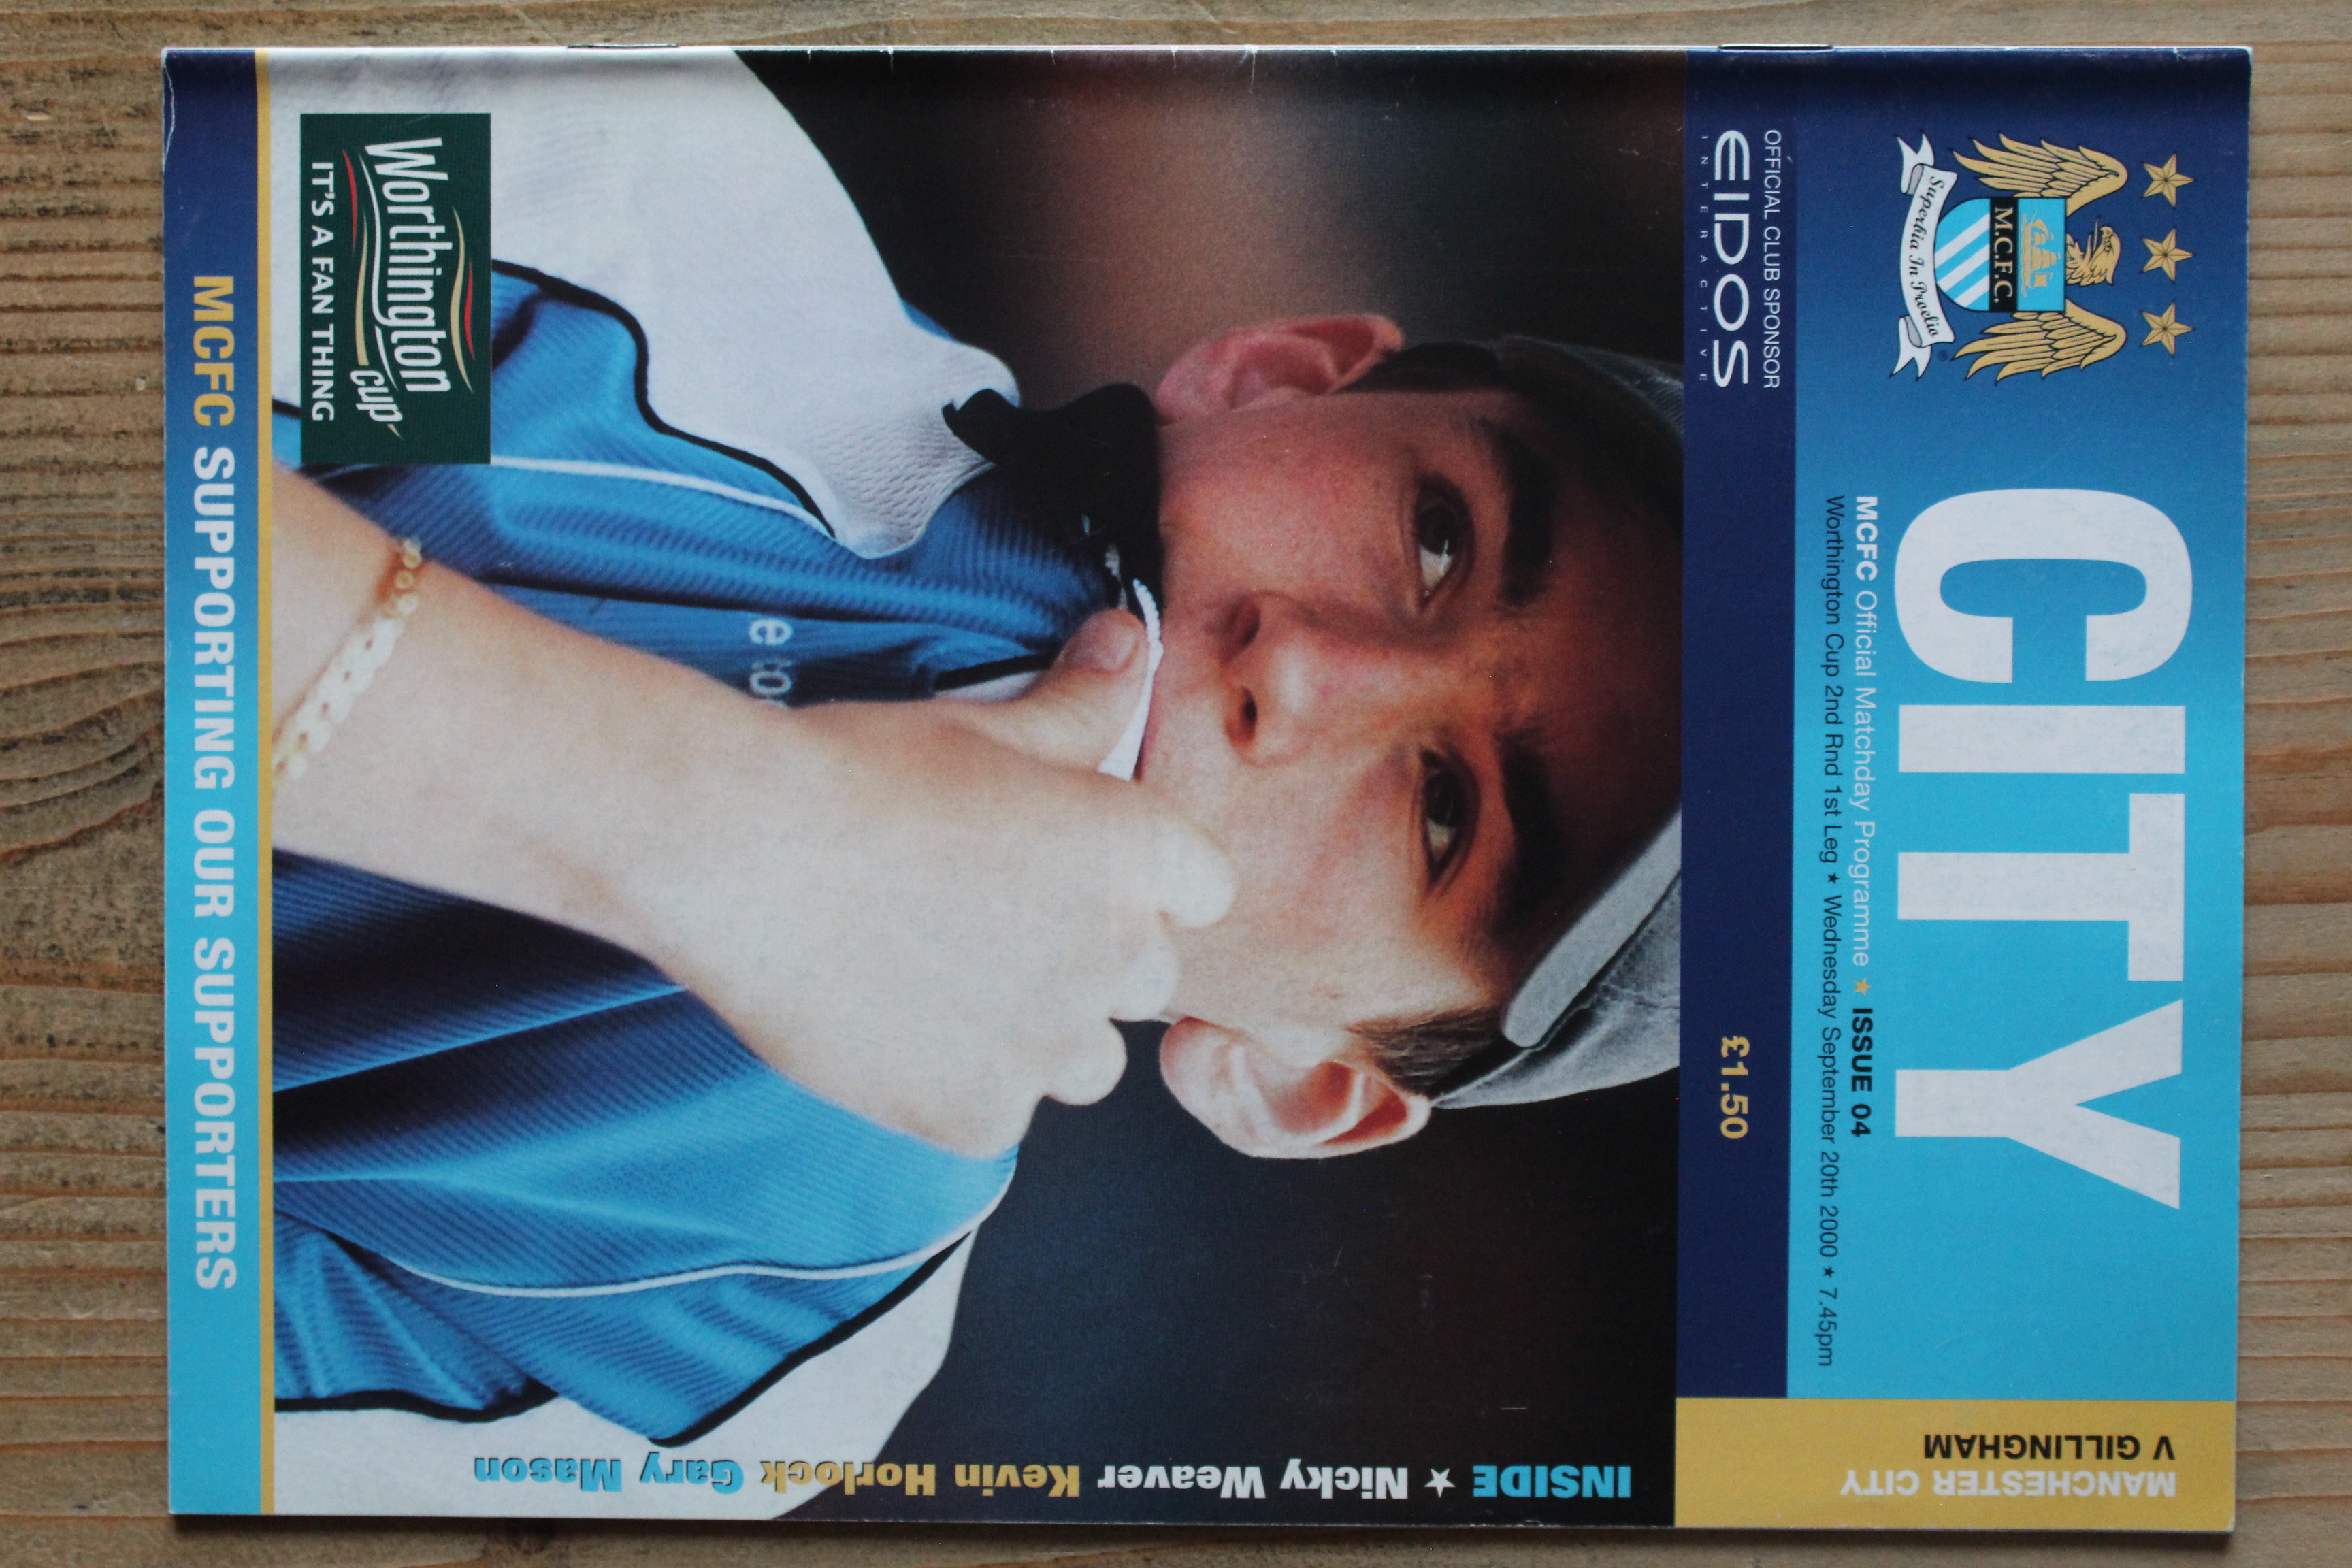 CITY
MCFC Official Matchday Programme ★ ISSUE 04
Worthington Cup 2nd Rnd 1st Leg ★ Wednesday September 20th 2000 ★ 7.45pm
M.C.F.C.
Superbia In Proelio
MANCHESTER CITY
V GILLINGHAM
OFFICIAL CLUB SPONSOR
EIDOS
INTERACTIVE
£1.50
INSIDE ★ Nicky Weaver Kevin Horlock Gary Mason
e to
Worthington
CUP
IT'S A FAN THING
MCFC SUPPORTING OUR SUPPORTERS